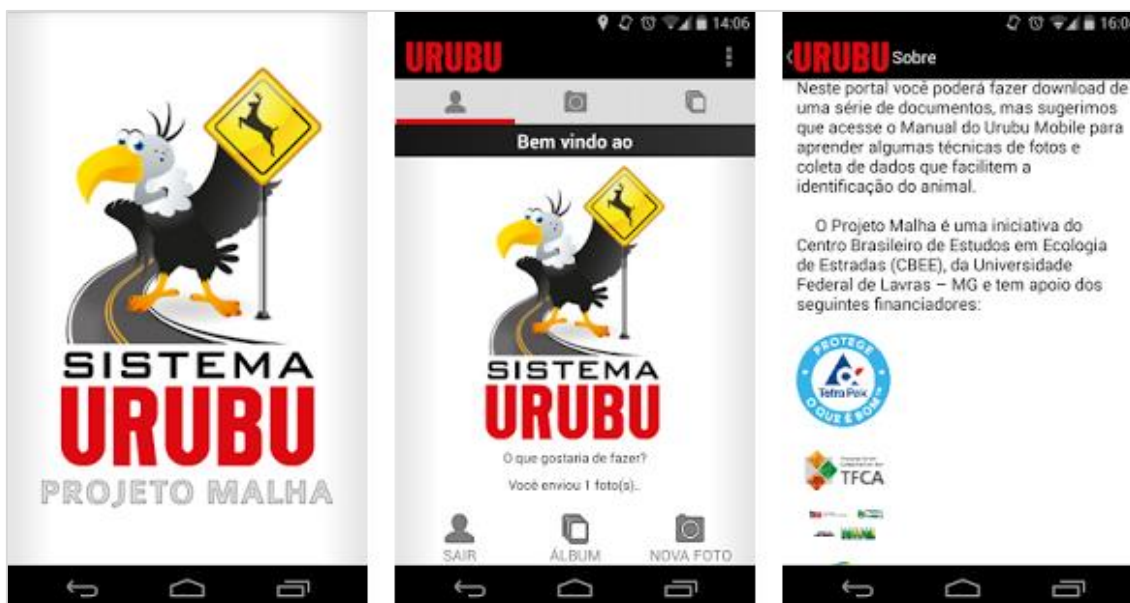 SISTEMA
URUBU
PROJETO MALHA
14:06
URUBU
Bem vindo ao
SISTEMA
URUBU
O que gostaria de fazer?
Você enviou 1 foto(s)..
SAIR
ÁLBUM
NOVA FOTO
URUBU Sobre
Neste portal você poderá fazer download de
uma série de documentos, mas sugerimos
que acesse o Manual do Urubu Mobile para
aprender algumas técnicas de fotos e
coleta de dados que facilitem a
identificação do animal.
O Projeto Malha é uma iniciativa do
Centro Brasileiro de Estudos em Ecologia
de Estradas (CBEE), da Universidade
Federal de Lavras – MG e tem apoio dos
seguintes financiadores:
PROTEGE
Tetra Pak
O QUE É BOM
TFCA